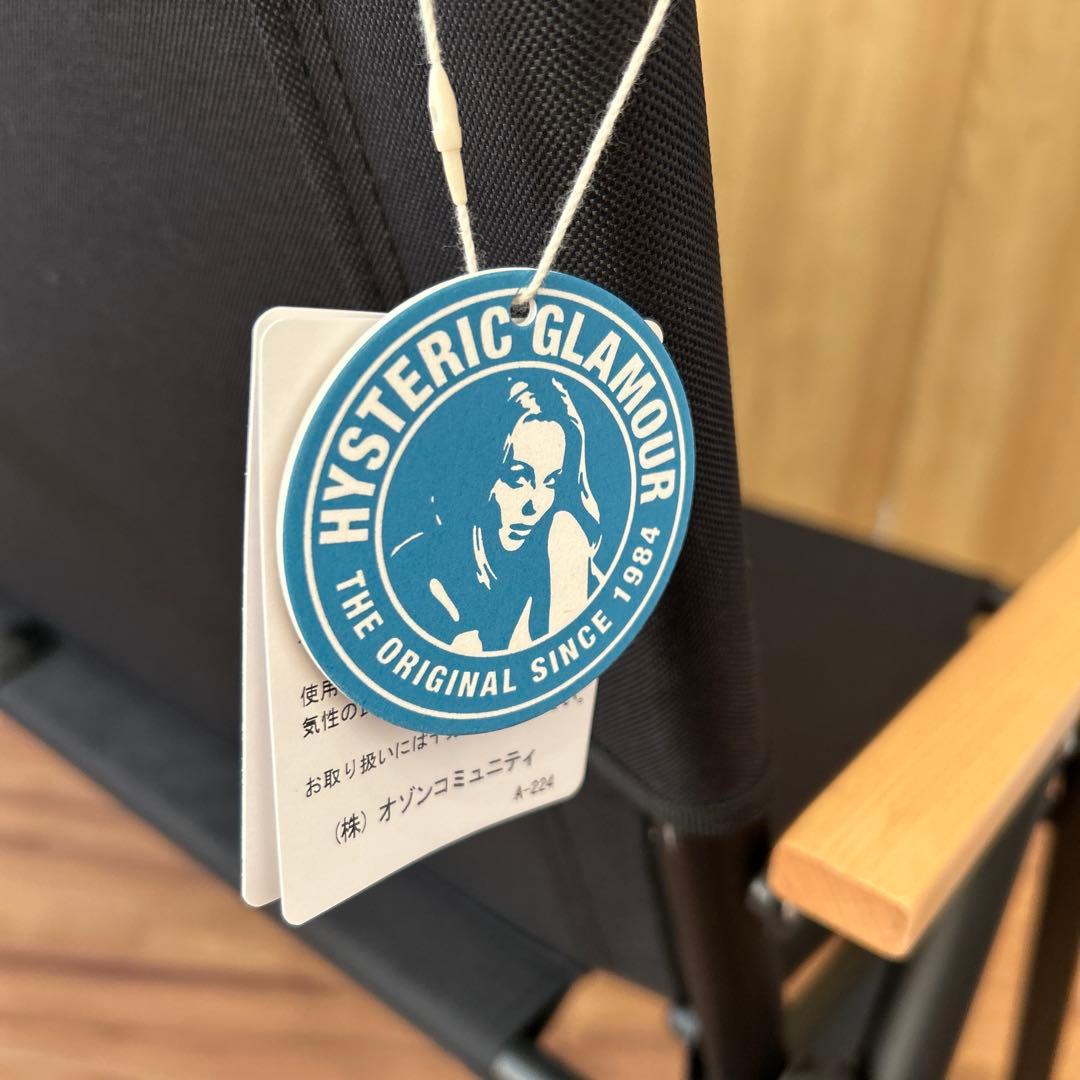 HYSTERIC GLAMOUR
THE ORIGINAL SINCE 1984
使用
気性の
お取り扱いには
(株) オゾンコミュニティ
A-224